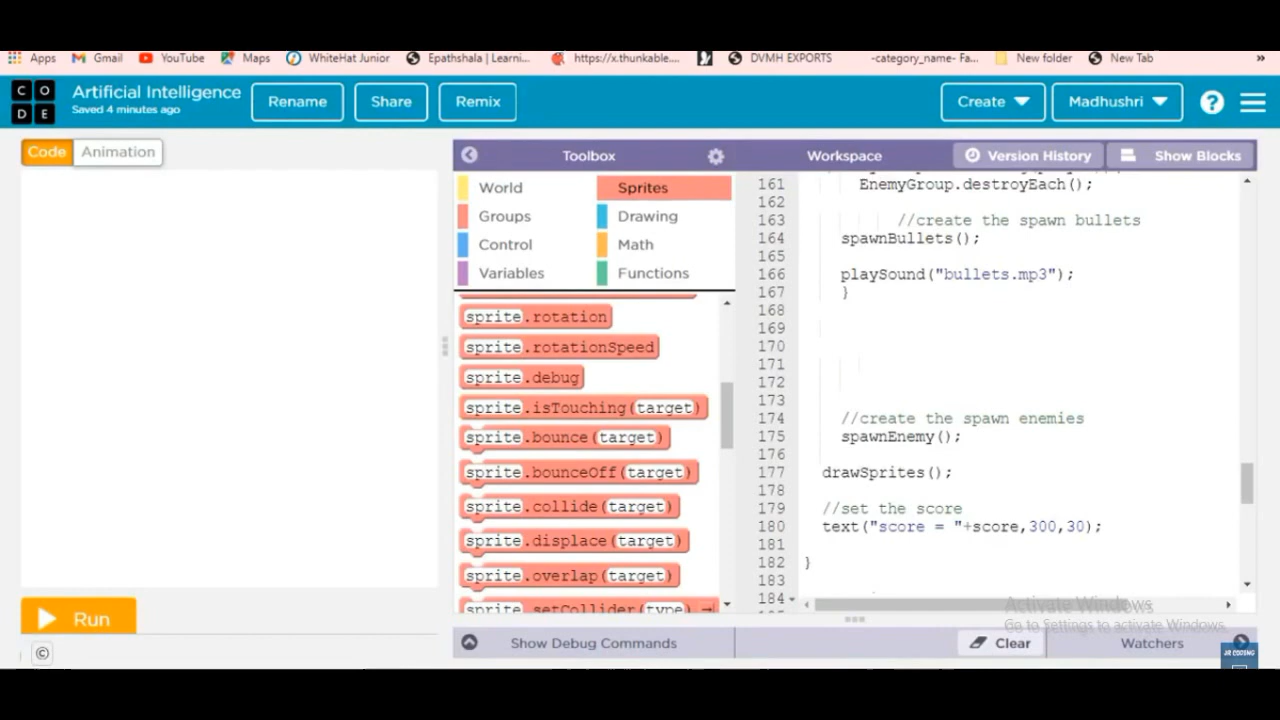 Apps Gmail YouTube Maps WhiteHat Junior Epathshala | Learni... https://x.thunkable.... DVMH EXPORTS -category_name- Fa... New folder New Tab »
C O D E
Artificial Intelligence
Saved 4 minutes ago
Rename Share Remix Create Madhushri ?
Code Animation
Toolbox
Workspace Version History Show Blocks
World Sprites
Groups Drawing
Control Math
Variables Functions
sprite.rotation
sprite.rotationSpeed
sprite.debug
sprite.isTouching(target)
sprite.bounce(target)
sprite.bounceOff(target)
sprite.collide(target)
sprite.displace(target)
sprite.overlap(target)
sprite.setCollider(type)
161 EnemyGroup.destroyEach();
162
163 //create the spawn bullets
164 spawnBullets();
165
166 playSound("bullets.mp3");
167 }
168
169
170
171
172
173
174 //create the spawn enemies
175 spawnEnemy();
176
177 drawSprites();
178
179 //set the score
180 text("score = "+score,300,30);
181
182 }
183
184
Activate Windows
Go to Settings to activate Windows.
Run
©
Show Debug Commands Clear Watchers
JR CODING